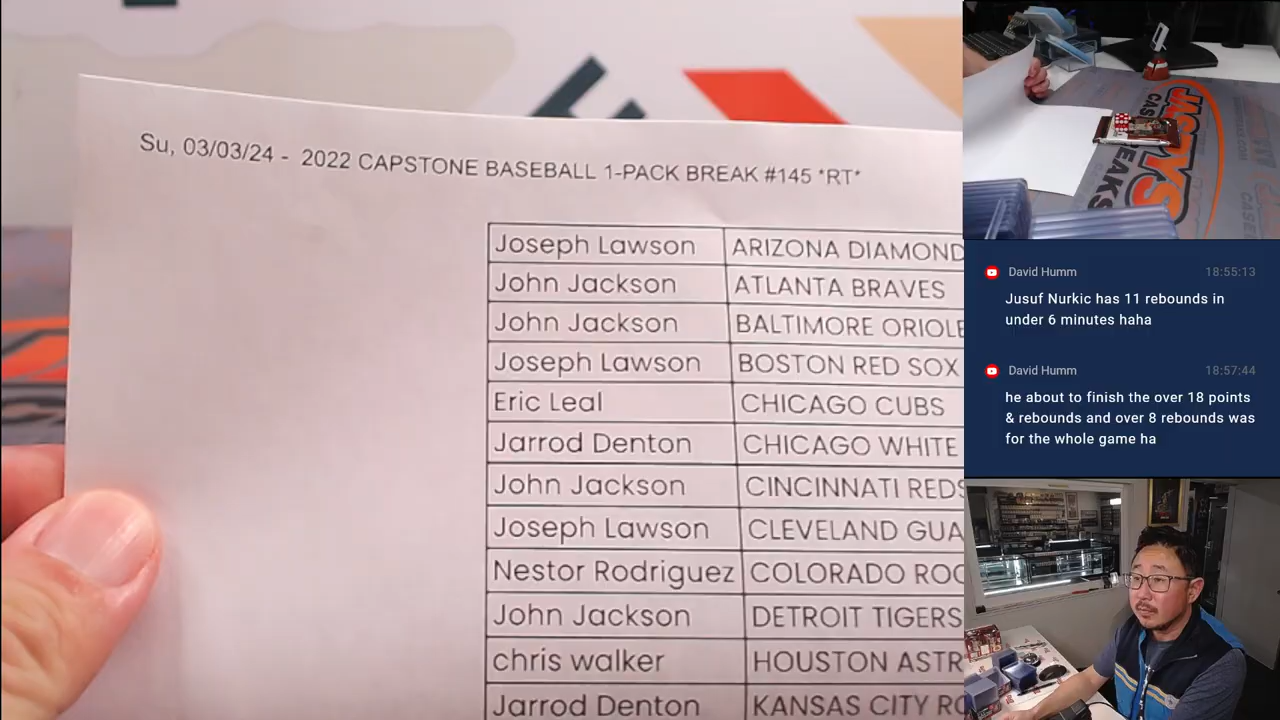 Su, 03/03/24 - 2022 CAPSTONE BASEBALL 1-PACK BREAK #145 *RT*
Joseph Lawson ARIZONA DIAMOND
John Jackson ATLANTA BRAVES
John Jackson BALTIMORE ORIOLE
Joseph Lawson BOSTON RED SOX
Eric Leal CHICAGO CUBS
Jarrod Denton CHICAGO WHITE
John Jackson CINCINNATI REDS
Joseph Lawson CLEVELAND GUA
Nestor Rodriguez COLORADO ROC
John Jackson DETROIT TIGERS
chris walker HOUSTON ASTR
Jarrod Denton KANSAS CITY RO
David Humm 18:55:13
Jusuf Nurkic has 11 rebounds in
under 6 minutes haha
David Humm 18:57:44
he about to finish the over 18 points
& rebounds and over 8 rebounds was
for the whole game ha